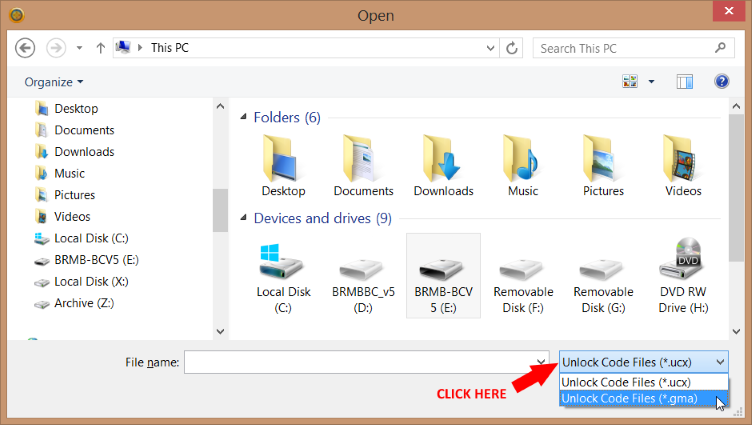 Open
This PC
Search This PC
Organize
Desktop
Documents
Downloads
Music
Pictures
Videos
Local Disk (C:)
BRMB-BCV5 (E:)
Local Disk (X:)
Archive (Z:)
Folders (6)
Desktop
Documents
Downloads
Music
Pictures
Videos
Devices and drives (9)
Local Disk
(C:)
BRMBBC_v5
(D:)
BRMB-BCV
5 (E:)
Removable
Disk (F:)
Removable
Disk (G:)
DVD
DVD RW
Drive (H:)
File name:
Unlock Code Files (*.ucx)
CLICK HERE
Unlock Code Files (*.ucx)
Unlock Code Files (*.gma)